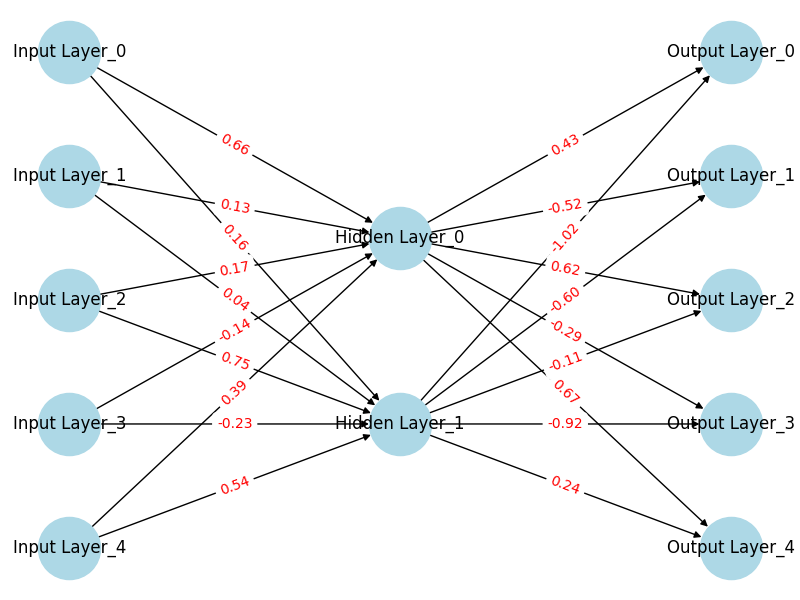 Input Layer_0
Output Layer_0
0.66
0.43
Input Layer_1
Output Layer_1
0.13
-0.52
0.16
-1.02
Hidden Layer_0
0.17
0.62
Input Layer_2
Output Layer_2
0.04
-0.60
-0.14
-0.29
0.75
-0.11
0.39
0.67
Input Layer_3
-0.23
Hidden Layer_1
-0.92
Output Layer_3
0.54
0.24
Input Layer_4
Output Layer_4